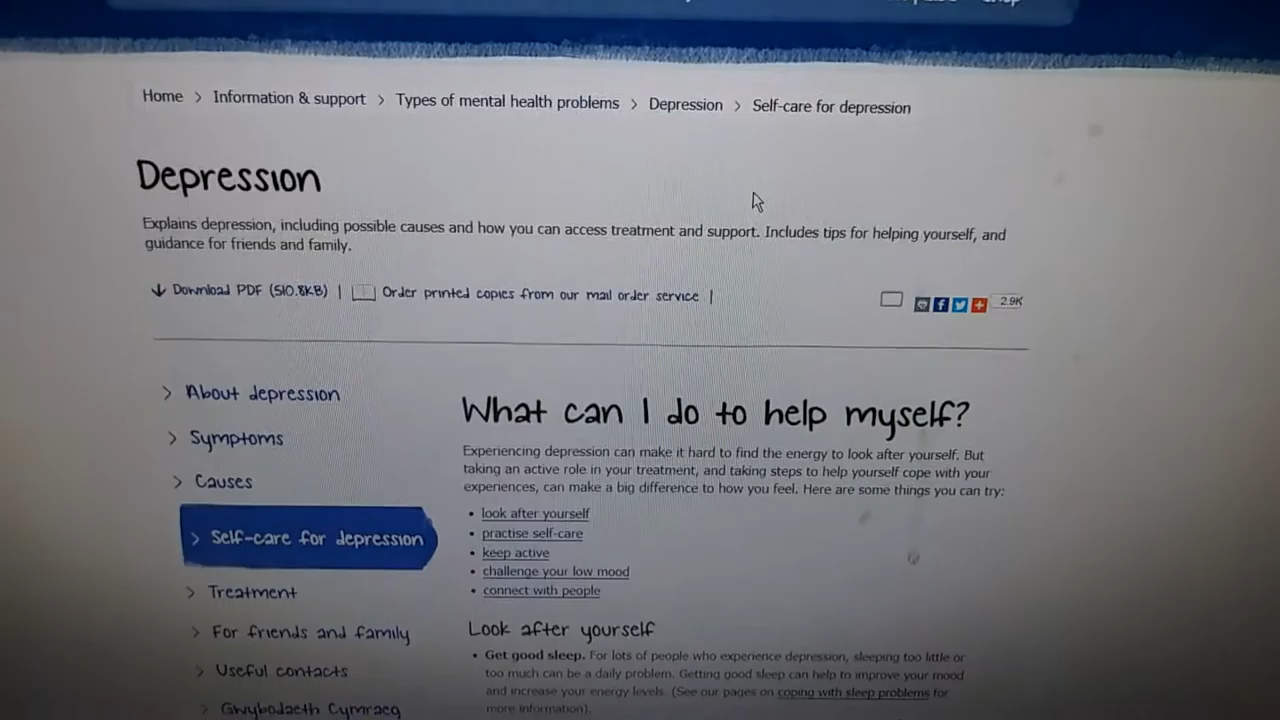 Home > Information & support > Types of mental health problems > Depression > Self-care for depression
Depression
Explains depression, including possible causes and how you can access treatment and support. Includes tips for helping yourself, and
guidance for friends and family.
Download PDF (510.8KB) | Order printed copies from our mail order service |
2.9K
> About depression
> Symptoms
> Causes
> Self-care for depression
> Treatment
> For friends and family
> Useful contacts
> Gwybodaeth Cymraeg
What can I do to help myself?
Experiencing depression can make it hard to find the energy to look after yourself. But
taking an active role in your treatment, and taking steps to help yourself cope with your
experiences, can make a big difference to how you feel. Here are some things you can try:
• look after yourself
• practise self-care
• keep active
• challenge your low mood
• connect with people
Look after yourself
• Get good sleep. For lots of people who experience depression, sleeping too little or
too much can be a daily problem. Getting good sleep can help to improve your mood
and increase your energy levels. (See our pages on coping with sleep problems for
more information).